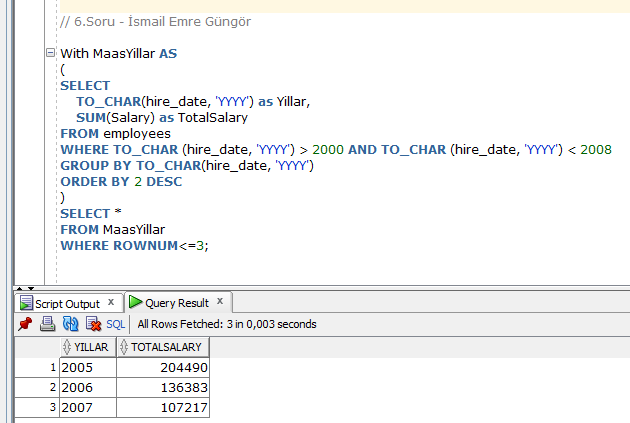 // 6.Soru - İsmail Emre Güngör
With MaasYillar AS
(
SELECT
TO_CHAR(hire_date, 'YYYY') as Yillar,
SUM(Salary) as TotalSalary
FROM employees
WHERE TO_CHAR (hire_date, 'YYYY') > 2000 AND TO_CHAR (hire_date, 'YYYY') < 2008
GROUP BY TO_CHAR(hire_date, 'YYYY')
ORDER BY 2 DESC
)
SELECT *
FROM MaasYillar
WHERE ROWNUM<=3;
Script Output x Query Result x
SQL All Rows Fetched: 3 in 0,003 seconds
YILLAR TOTALSALARY
1 2005 204490
2 2006 136383
3 2007 107217